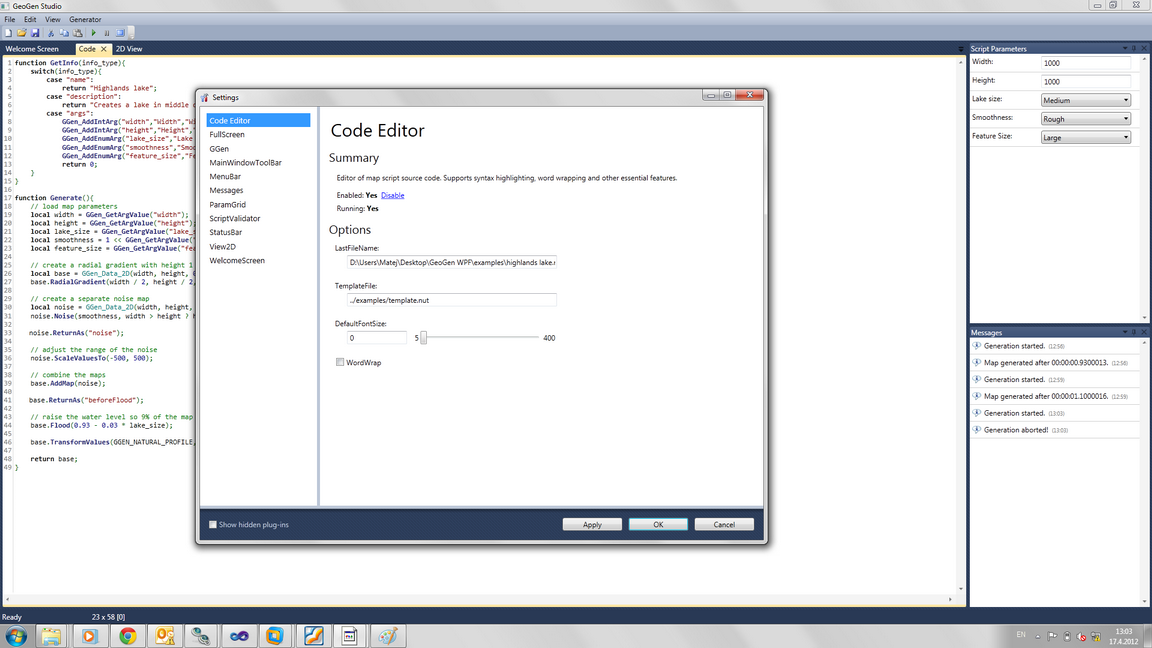 GeoGen Studio
File Edit View Generator
Welcome Screen Code 2D View
1 function GetInfo(info_type){
2 switch(info_type){
3 case "name":
4 return "Highlands lake";
5 case "description":
6 return "Creates a lake in middle
7 case "args":
8 GGen_AddIntArg("width","Width","Wi
9 GGen_AddIntArg("height","Height",
10 GGen_AddEnumArg("lake_size","Lake
11 GGen_AddEnumArg("smoothness","Smoo
12 GGen_AddEnumArg("feature_size","Fe
13 return 0;
14 }
15 }
16
17 function Generate(){
18 // load map parameters
19 local width = GGen_GetArgValue("width");
20 local height = GGen_GetArgValue("height");
21 local lake_size = GGen_GetArgValue("lake_s
22 local smoothness = 1 << GGen_GetArgValue("
23 local feature_size = GGen_GetArgValue("fea
24
25 // create a radial gradient with height 1
26 local base = GGen_Data_2D(width, height, 0
27 base.RadialGradient(width / 2, height / 2,
28
29 // create a separate noise map
30 local noise = GGen_Data_2D(width, height,
31 noise.Noise(smoothness, width > height ? h
32
33 noise.ReturnAs("noise");
34
35 // adjust the range of the noise
36 noise.ScaleValuesTo(-500, 500);
37
38 // combine the maps
39 base.AddMap(noise);
40
41 base.ReturnAs("beforeFlood");
42
43 // raise the water level so 9% of the map
44 base.Flood(0.93 - 0.03 * lake_size);
45
46 base.TransformValues(GGEN_NATURAL_PROFILE,
47
48 return base;
49 }
Settings
Code Editor
FullScreen
GGen
MainWindowToolBar
MenuBar
Messages
ParamGrid
ScriptValidator
StatusBar
View2D
WelcomeScreen
Code Editor
Summary
Editor of map script source code. Supports syntax highlighting, word wrapping and other essential features.
Enabled: Yes Disable
Running: Yes
Options
LastFileName:
D:\Users\Matej\Desktop\GeoGen WPF\examples\highlands lake.n
TemplateFile:
../examples/template.nut
DefaultFontSize:
0 5 400
WordWrap
Show hidden plug-ins
Apply OK Cancel
Script Parameters
Width: 1000
Height: 1000
Lake size: Medium
Smoothness: Rough
Feature Size: Large
Messages
Generation started. (12:56)
Map generated after 00:00:00.9300013. (12:56)
Generation started. (12:59)
Map generated after 00:00:01.1000016. (12:59)
Generation started. (13:03)
Generation aborted! (13:03)
Ready 23 x 58 [0]
EN
13:03
17.4.2012